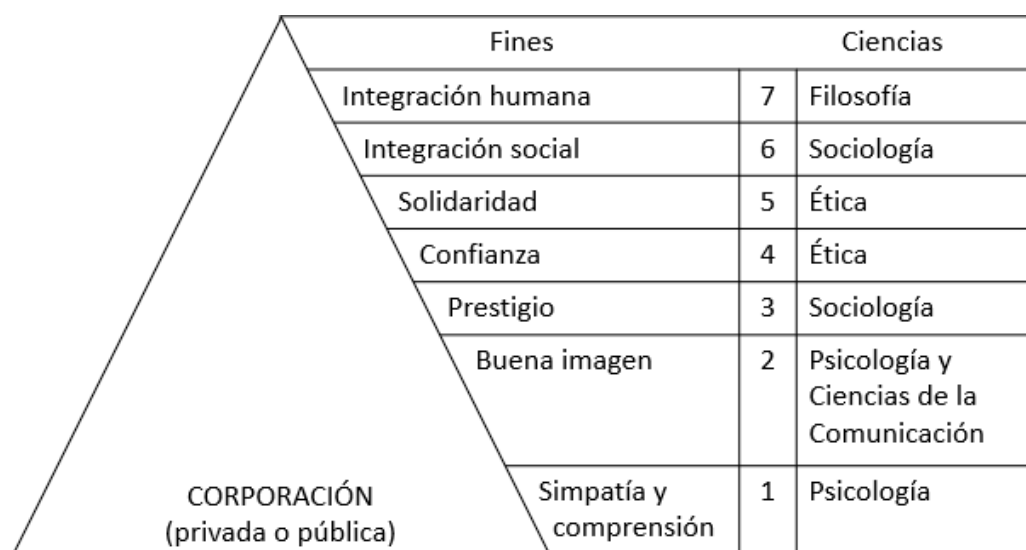 Fines Ciencias
Integración humana 7 Filosofía
Integración social 6 Sociología
Solidaridad 5 Ética
Confianza 4 Ética
Prestigio 3 Sociología
Buena imagen 2 Psicología y
Ciencias de la
Comunicación
Simpatía y 1 Psicología
comprensión
CORPORACIÓN
(privada o pública)